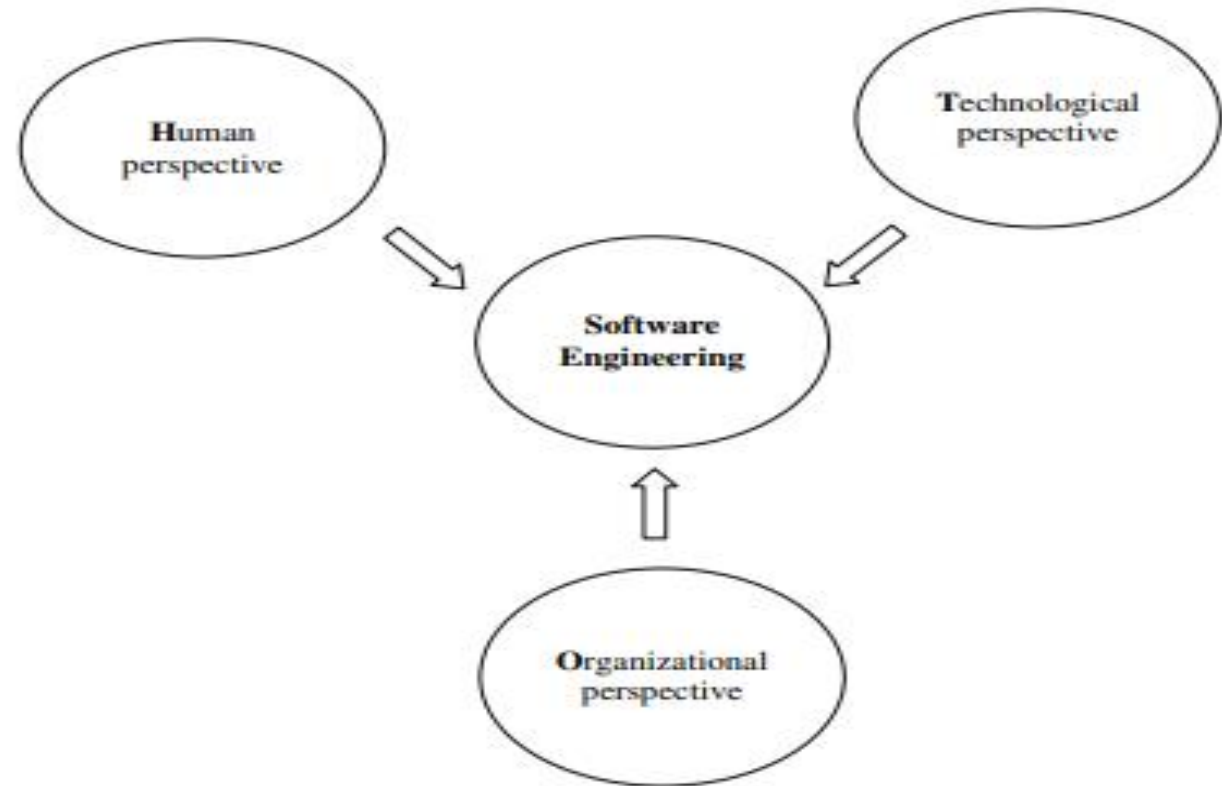 Human
perspective
Technological
perspective
Software
Engineering
Organizational
perspective